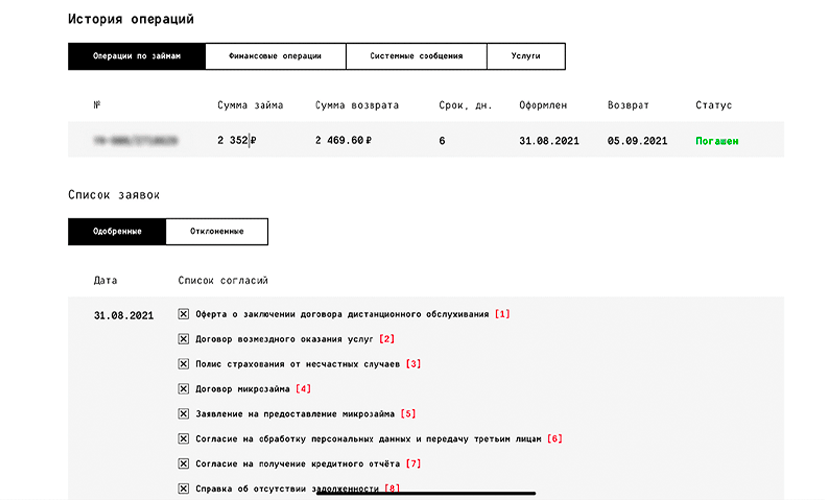 История операций
Операции по займам Финансовые операции Системные сообщения Услуги
№ Сумма займа Сумма возврата Срок, дн. Оформлен Возврат Статус
2 352 ₽ 2 469.60 ₽ 6 31.08.2021 05.09.2021 Погашен
Список заявок
Одобренные Отклоненные
Дата Список согласий
31.08.2021 Оферта о заключении договора дистанционного обслуживания [1]
Договор возмездного оказания услуг [2]
Полис страхования от несчастных случаев [3]
Договор микрозайма [4]
Заявление на предоставление микрозайма [5]
Согласие на обработку персональных данных и передачу третьим лицам [6]
Согласие на получение кредитного отчёта [7]
Справка об отсутствии задолженности [8]